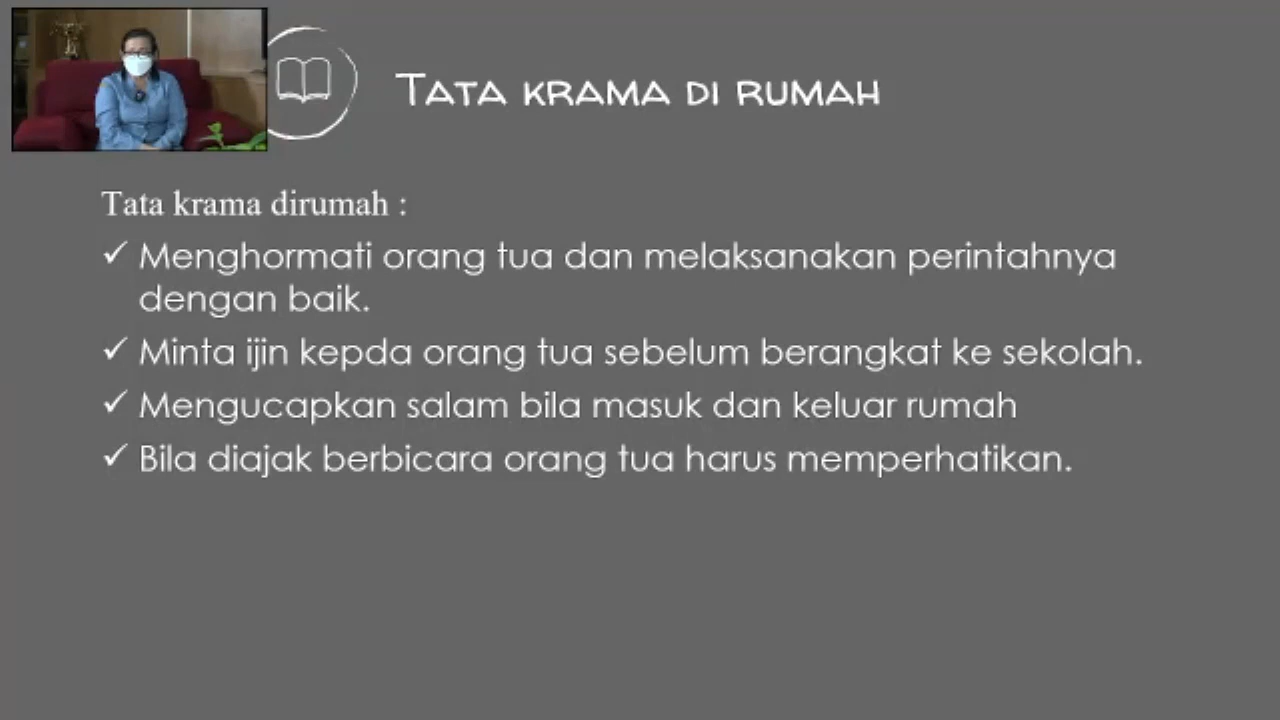 TATA KRAMA DI RUMAH
Tata krama dirumah :
✓ Menghormati orang tua dan melaksanakan perintahnya
dengan baik.
✓ Minta ijin kepda orang tua sebelum berangkat ke sekolah.
✓ Mengucapkan salam bila masuk dan keluar rumah
✓ Bila diajak berbicara orang tua harus memperhatikan.